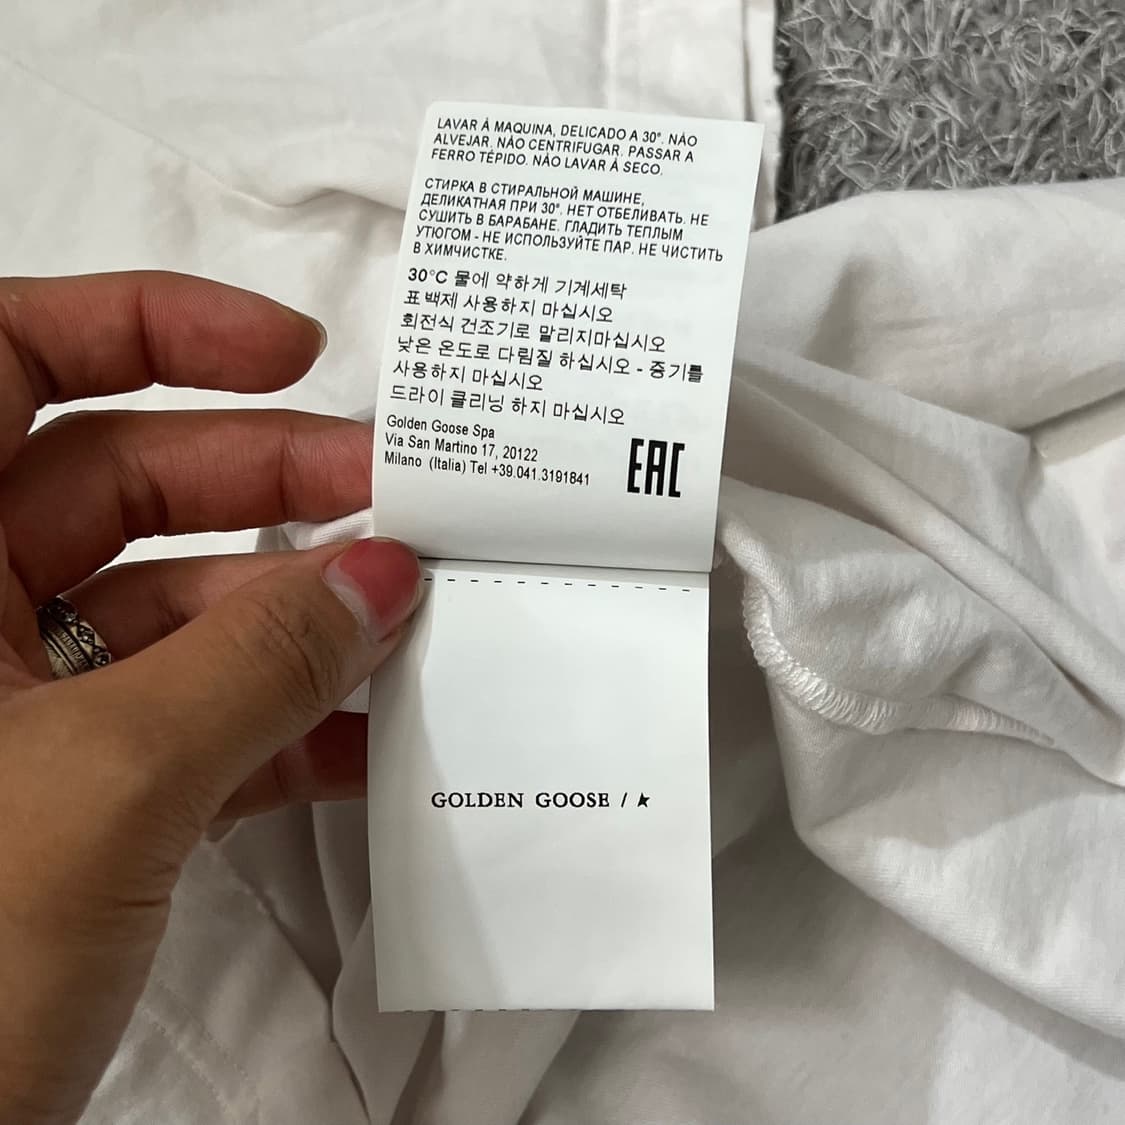 LAVAR À MAQUINA, DELICADO A 30°. NÃO
ALVEJAR. NÃO CENTRIFUGAR. PASSAR A
FERRO TÉPIDO. NÃO LAVAR À SECO.
СТИРКА В СТИРАЛЬНОЙ МАШИНЕ,
ДЕЛИКАТНАЯ ПРИ 30°. НЕТ ОТБЕЛИВАТЬ. НЕ
СУШИТЬ В БАРАБАНЕ. ГЛАДИТЬ ТЕПЛЫМ
УТЮГОМ - НЕ ИСПОЛЬЗУЙТЕ ПАР. НЕ ЧИСТИТЬ
В ХИМЧИСТКЕ.
30°C 물에 약하게 기계세탁
표백제 사용하지 마십시오
회전식 건조기로 말리지마십시오
낮은 온도로 다림질 하십시오 - 증기를
사용하지 마십시오
드라이 클리닝 하지 마십시오
Golden Goose Spa
Via San Martino 17, 20122
Milano (Italia) Tel +39.041.3191841
EAC
GOLDEN GOOSE /